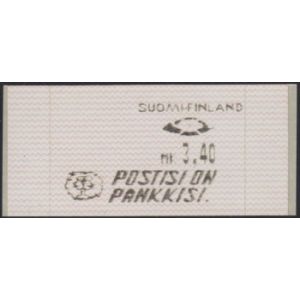 SUOMI-FINLAND
MK 3.40
POSTISI ON
PANKKISI.